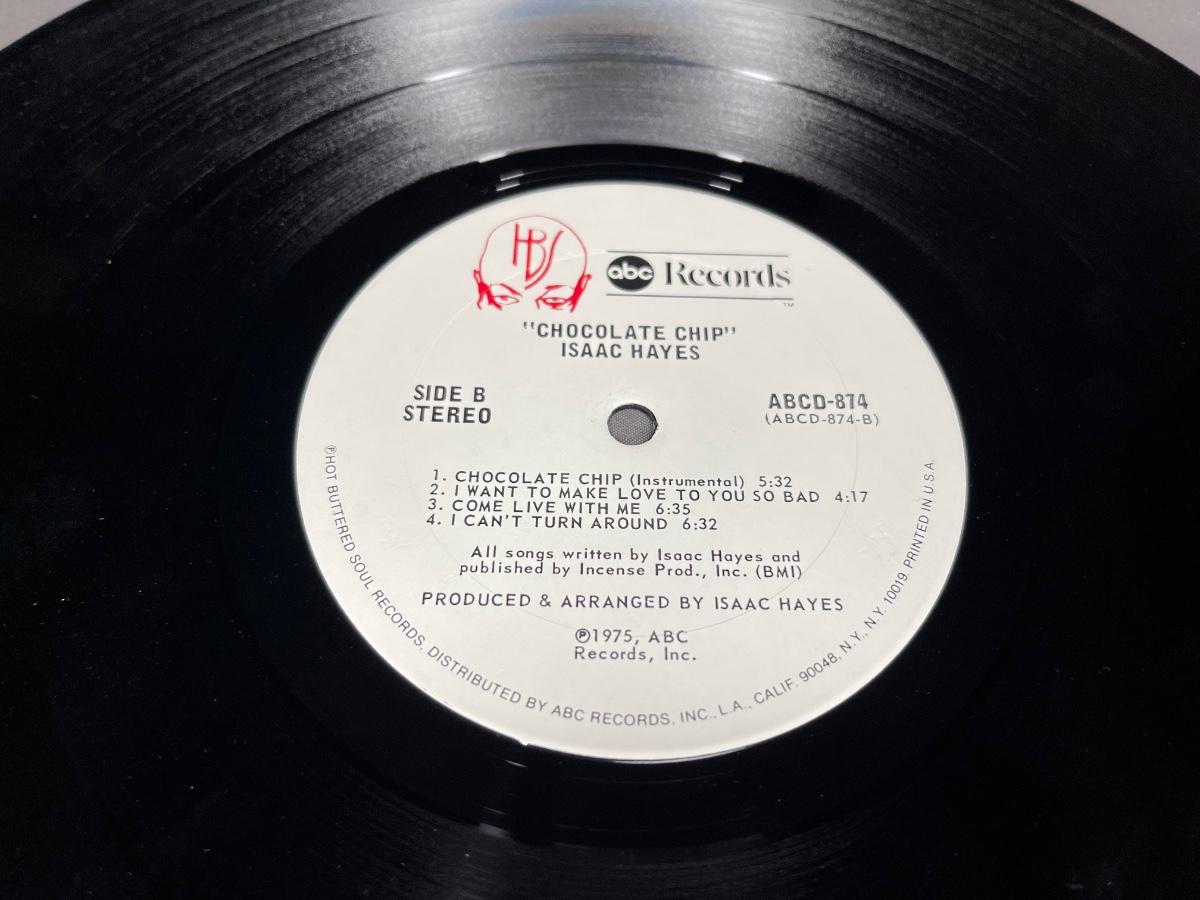 HBS
abc Records
TM
"CHOCOLATE CHIP"
ISAAC HAYES
SIDE B
STEREO
ABCD-874
(ABCD-874-B)
1. CHOCOLATE CHIP (Instrumental) 5:32
2. I WANT TO MAKE LOVE TO YOU SO BAD 4:17
3. COME LIVE WITH ME 6:35
4. I CAN'T TURN AROUND 6:32
All songs written by Isaac Hayes and
published by Incense Prod., Inc. (BMI)
PRODUCED & ARRANGED BY ISAAC HAYES
℗1975, ABC
Records, Inc.
℗HOT BUTTERED SOUL RECORDS, DISTRIBUTED BY ABC RECORDS, INC., L.A., CALIF. 90048, N.Y., N.Y. 10019. PRINTED IN U.S.A.